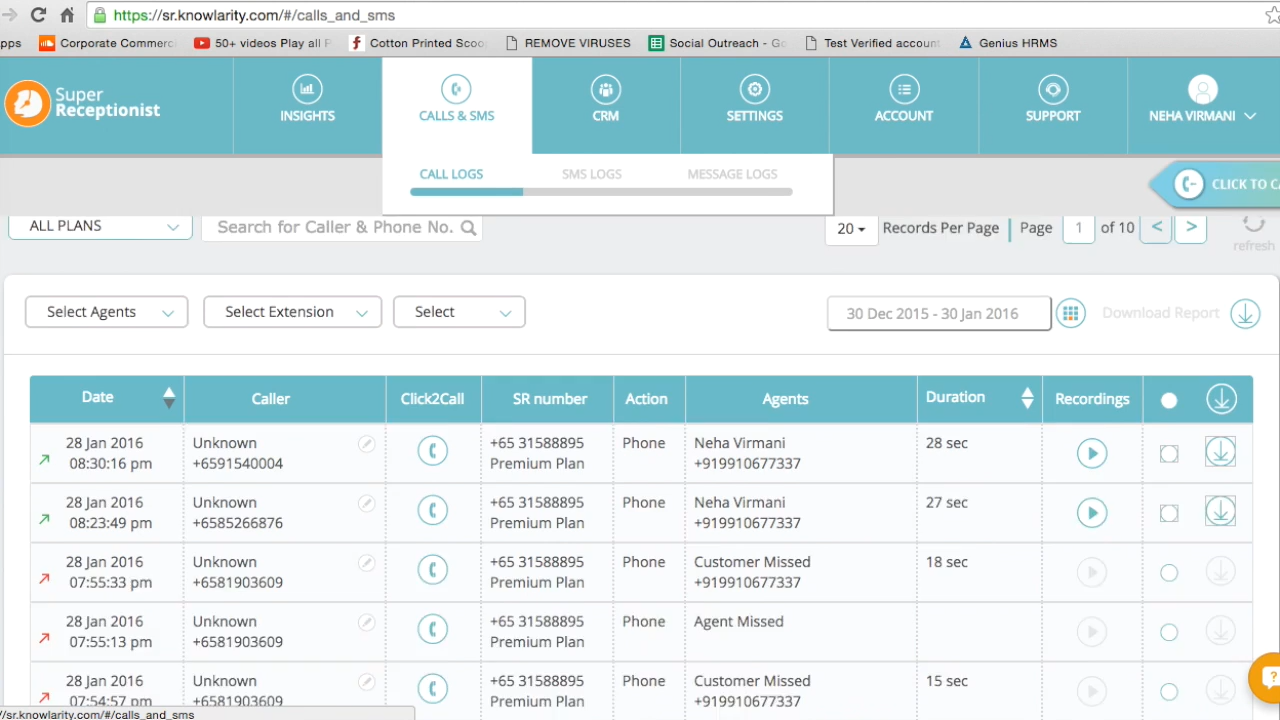 https://sr.knowlarity.com/#/calls_and_sms
pps Corporate Commerc 50+ videos Play all F Cotton Printed Scoo REMOVE VIRUSES Social Outreach - Go Test Verified account Genius HRMS
Super
Receptionist
INSIGHTS CALLS & SMS CRM SETTINGS ACCOUNT SUPPORT NEHA VIRMANI
CALL LOGS SMS LOGS MESSAGE LOGS
CLICK TO CA
ALL PLANS Search for Caller & Phone No. 20 Records Per Page | Page 1 of 10 < >
refresh
Select Agents Select Extension Select 30 Dec 2015 - 30 Jan 2016 Download Report
Date Caller Click2Call SR number Action Agents Duration Recordings
28 Jan 2016 Unknown +65 31588895 Phone Neha Virmani 28 sec
08:30:16 pm +6591540004 Premium Plan +919910677337
28 Jan 2016 Unknown +65 31588895 Phone Neha Virmani 27 sec
08:23:49 pm +6585266876 Premium Plan +919910677337
28 Jan 2016 Unknown +65 31588895 Phone Customer Missed 18 sec
07:55:33 pm +6581903609 Premium Plan +919910677337
28 Jan 2016 Unknown +65 31588895 Phone Agent Missed
07:55:13 pm +6581903609 Premium Plan
28 Jan 2016 Unknown +65 31588895 Phone Customer Missed 15 sec
07:54:57 pm +6581903609 Premium Plan +919910677337
//sr.knowlarity.com/#/calls_and_sms
?